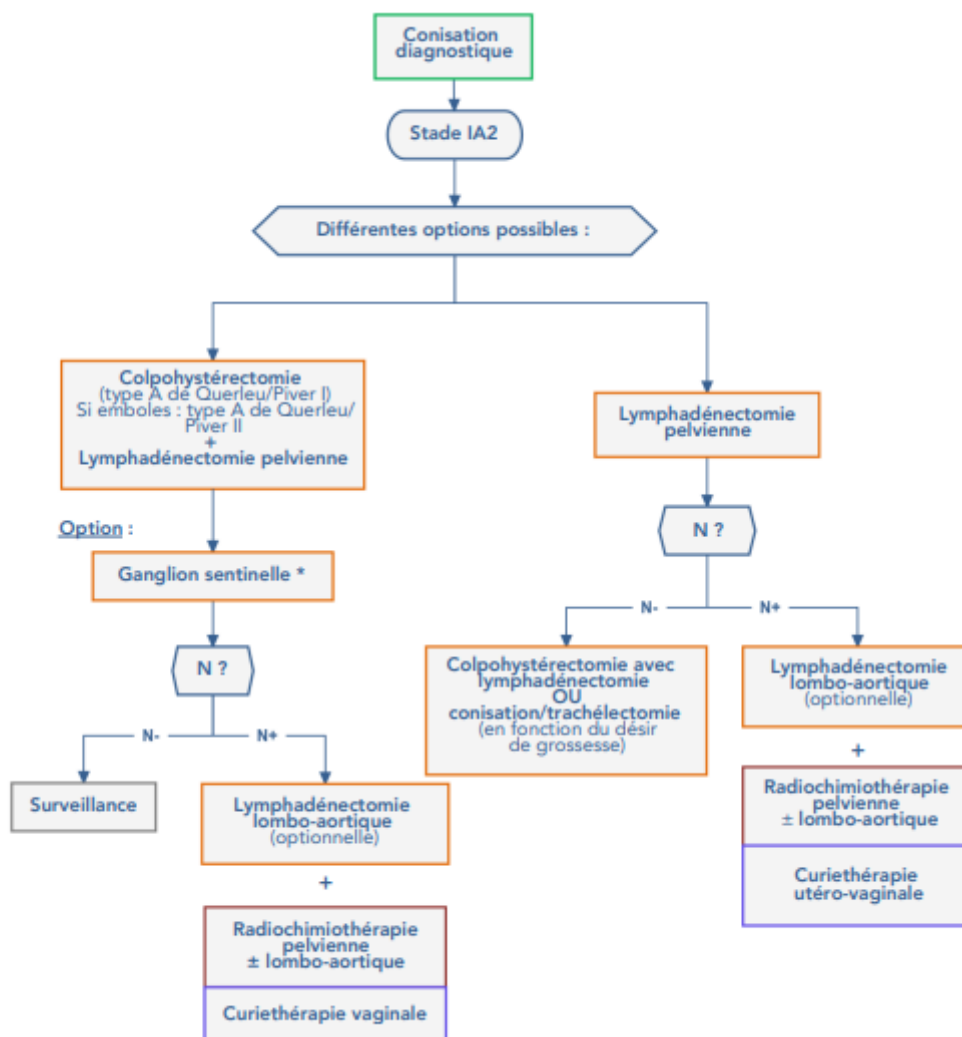 Conisation
diagnostique
Stade IA2
Différentes options possibles :
Colpohystérectomie
(type A de Querleu/Piver I)
Si emboles : type A de Querleu/
Piver II
+
Lymphadénectomie pelvienne
Option :
Ganglion sentinelle *
N ?
N-
N+
Surveillance
Lymphadénectomie
lombo-aortique
(optionnelle)
+
Radiochimiothérapie
pelvienne
± lombo-aortique
Curiethérapie vaginale
Lymphadénectomie
pelvienne
N ?
N-
N+
Colpohystérectomie avec
lymphadénectomie
OU
conisation/trachélectomie
(en fonction du désir
de grossesse)
Lymphadénectomie
lombo-aortique
(optionnelle)
+
Radiochimiothérapie
pelvienne
± lombo-aortique
Curiethérapie
utéro-vaginale